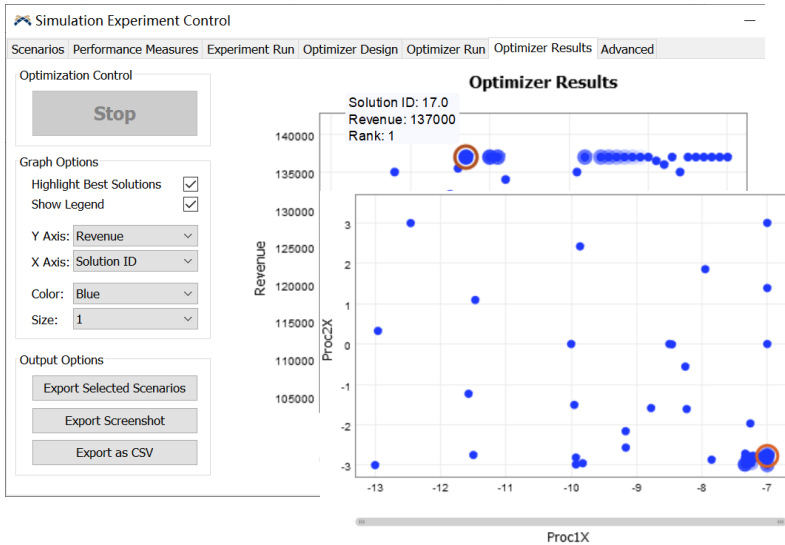 Simulation Experiment Control
Scenarios Performance Measures Experiment Run Optimizer Design Optimizer Run Optimizer Results Advanced
Optimization Control
Stop
Graph Options
Highlight Best Solutions
Show Legend
Y Axis: Revenue
X Axis: Solution ID
Color: Blue
Size: 1
Output Options
Export Selected Scenarios
Export Screenshot
Export as CSV
Optimizer Results
Solution ID: 17.0
Revenue: 137000
Rank: 1
140000
135000
130000
125000
120000
115000
110000
105000
Revenue
3
2
1
0
-1
-2
-3
Proc2X
-13 -12 -11 -10 -9 -8 -7
Proc1X